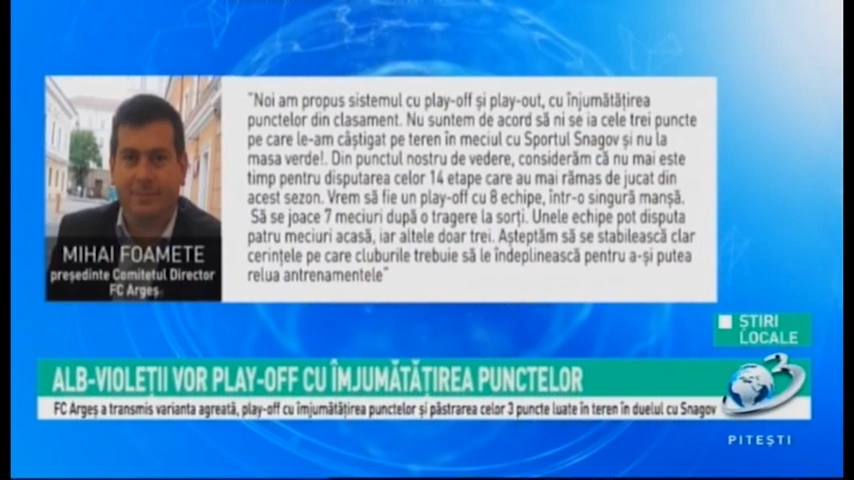 "Noi am propus sistemul cu play-off și play-out, cu înjumătățirea
punctelor din clasament. Nu suntem de acord să ni se ia cele trei puncte
pe care le-am câștigat pe teren în meciul cu Sportul Snagov și nu la
masa verde!. Din punctul nostru de vedere, considerăm că nu mai este
timp pentru disputarea celor 14 etape care au mai rămas de jucat din
acest sezon. Vrem să fie un play-off cu 8 echipe, într-o singură manșă.
Să se joace 7 meciuri după o tragere la sorți. Unele echipe pot disputa
patru meciuri acasă, iar altele doar trei. Așteptăm să se stabilească clar
cerințele pe care cluburile trebuie să le îndeplinească pentru a-și putea
relua antrenamentele"
MIHAI FOAMETE
președinte Comitetul Director
FC Argeș
ȘTIRI
LOCALE
ALB-VIOLEȚII VOR PLAY-OFF CU ÎMJUMĂTĂȚIREA PUNCTELOR
FC Argeș a transmis varianta agreată, play-off cu îmjumătățirea punctelor și păstrarea celor 3 puncte luate în teren în duelul cu Snagov
3
PITEȘTI